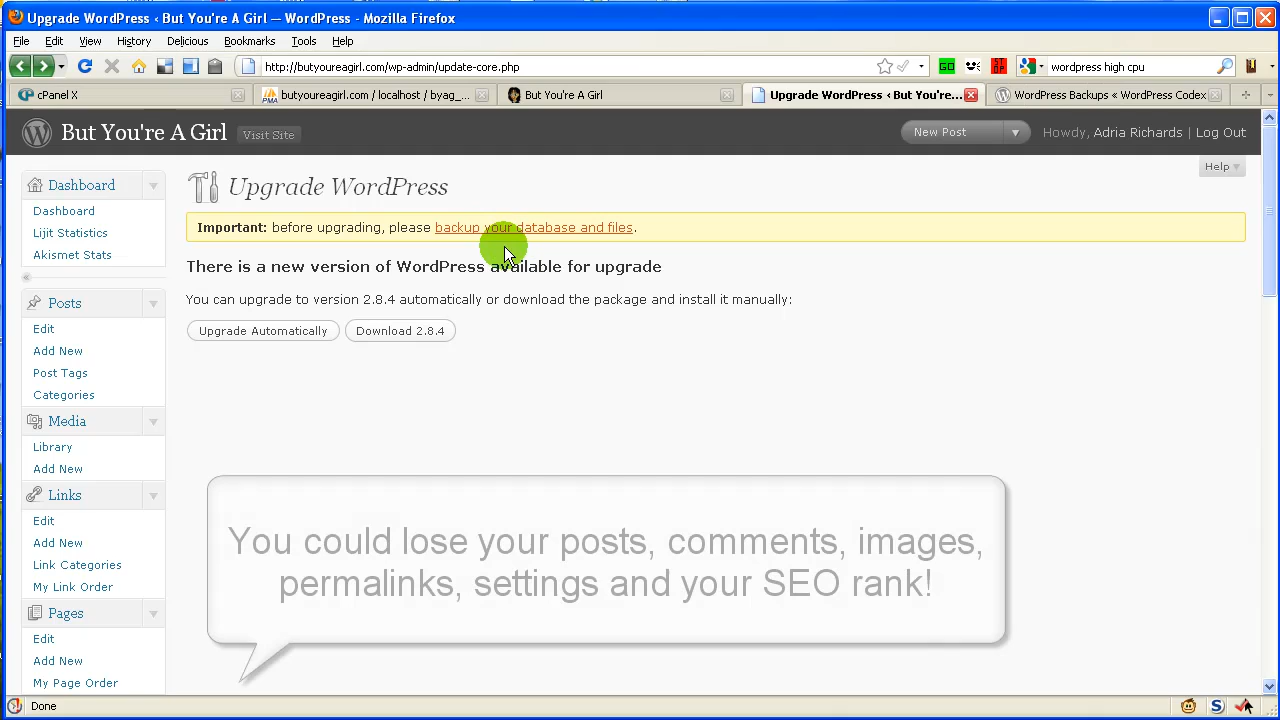 Upgrade WordPress ‹ But You're A Girl — WordPress - Mozilla Firefox
File Edit View History Delicious Bookmarks Tools Help
http://butyoureagirl.com/wp-admin/update-core.php
GO
STOP
wordpress high cpu
cPanel X
PMA
butyoureagirl.com / localhost / byag_...
But You're A Girl
Upgrade WordPress ‹ But You're...
WordPress Backups « WordPress Codex
But You're A Girl
Visit Site
New Post
Howdy, Adria Richards | Log Out
Help
Upgrade WordPress
Important: before upgrading, please backup your database and files.
There is a new version of WordPress available for upgrade
You can upgrade to version 2.8.4 automatically or download the package and install it manually:
Upgrade Automatically
Download 2.8.4
Dashboard
Dashboard
Lijit Statistics
Akismet Stats
Posts
Edit
Add New
Post Tags
Categories
Media
Library
Add New
Links
Edit
Add New
Link Categories
My Link Order
Pages
Edit
Add New
My Page Order
You could lose your posts, comments, images,
permalinks, settings and your SEO rank!
Done